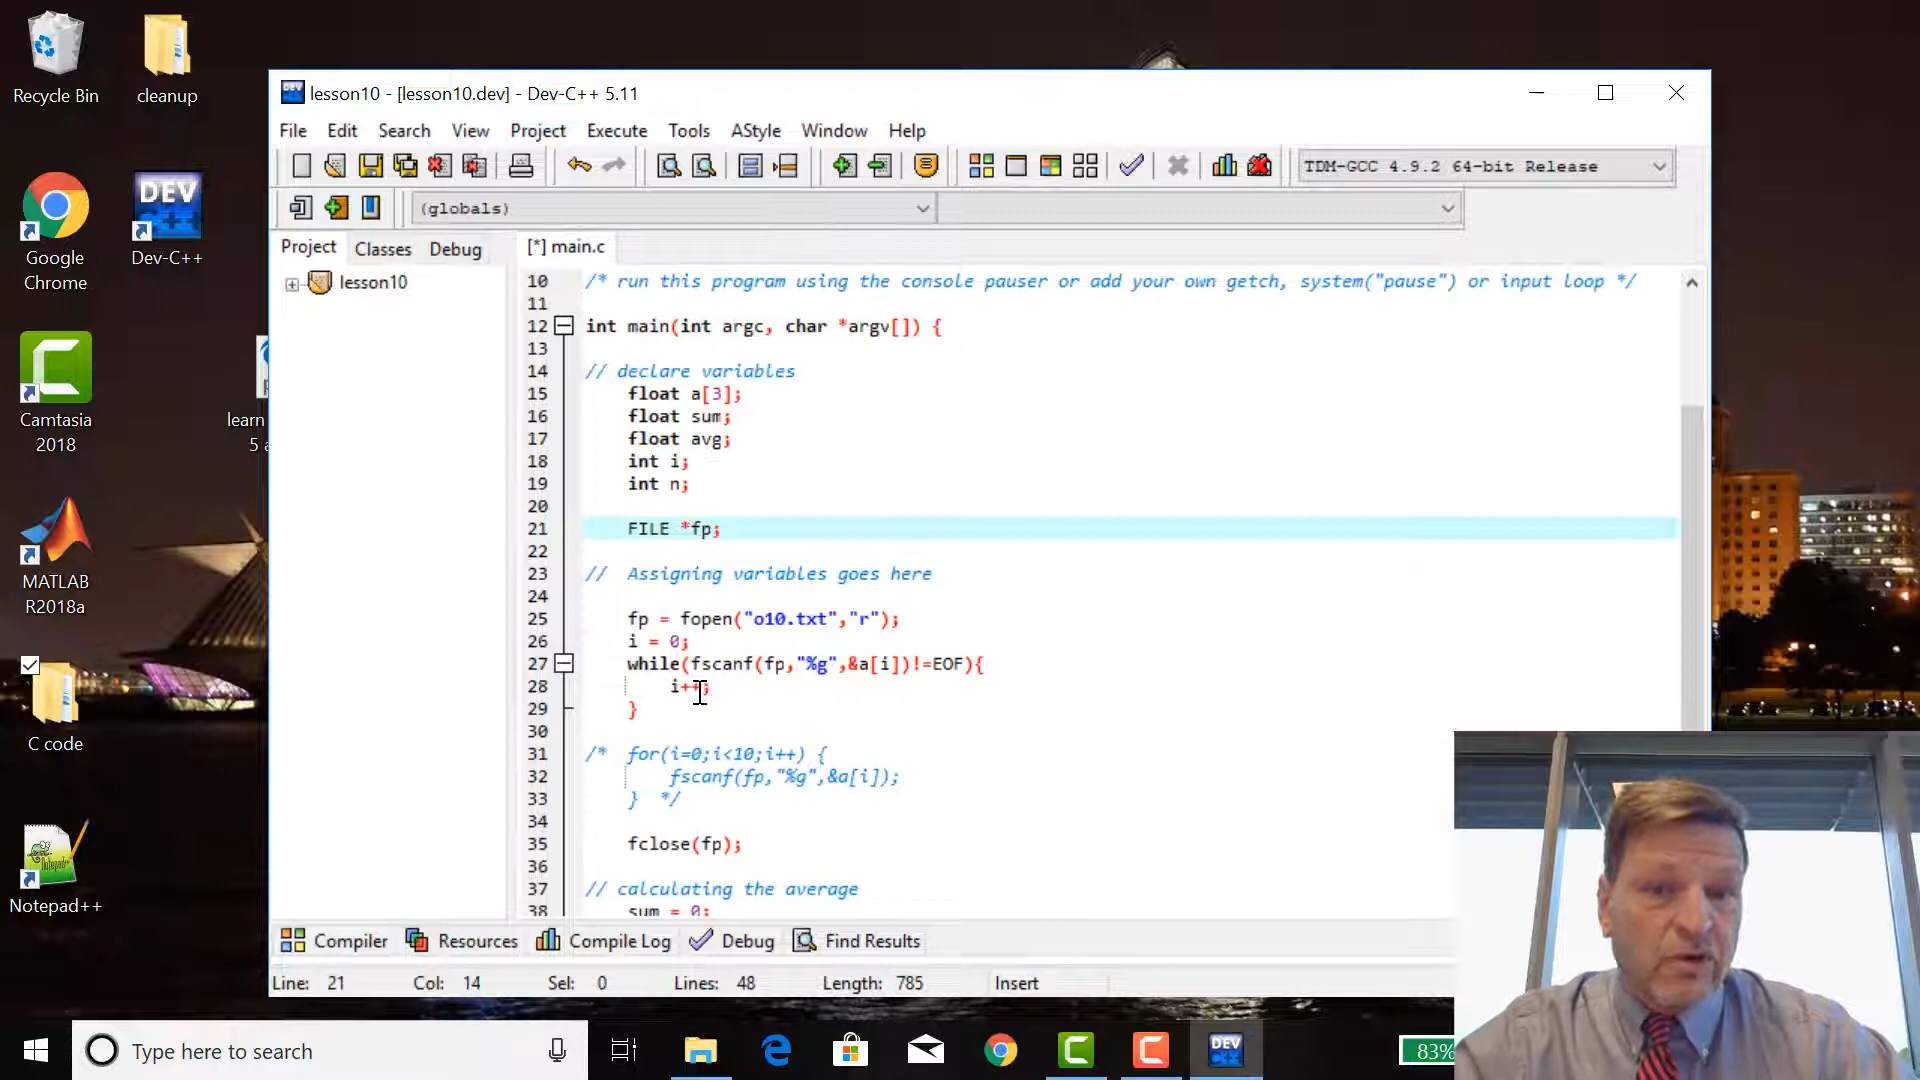 Recycle Bin
cleanup
Google
Chrome
DEV
Dev-C++
Camtasia
2018
learn
MATLAB
R2018a
C code
Notepad++
lesson10 - [lesson10.dev] - Dev-C++ 5.11
File Edit Search View Project Execute Tools AStyle Window Help
TDM-GCC 4.9.2 64-bit Release
(globals)
Project Classes Debug
[*] main.c
lesson10
10 /* run this program using the console pauser or add your own getch, system("pause") or input loop */
11
12 int main(int argc, char *argv[]) {
13
14 // declare variables
15 float a[3];
16 float sum;
17 float avg;
18 int i;
19 int n;
20
21 FILE *fp;
22
23 // Assigning variables goes here
24
25 fp = fopen("o10.txt","r");
26 i = 0;
27 while(fscanf(fp,"%g",&a[i])!=EOF){
28 i++;
29 }
30
31 /* for(i=0;i<10;i++) {
32 fscanf(fp,"%g",&a[i]);
33 } */
34
35 fclose(fp);
36
37 // calculating the average
38 sum = 0;
Compiler Resources Compile Log Debug Find Results
Line: 21 Col: 14 Sel: 0 Lines: 48 Length: 785 Insert
Type here to search
DEV
83%